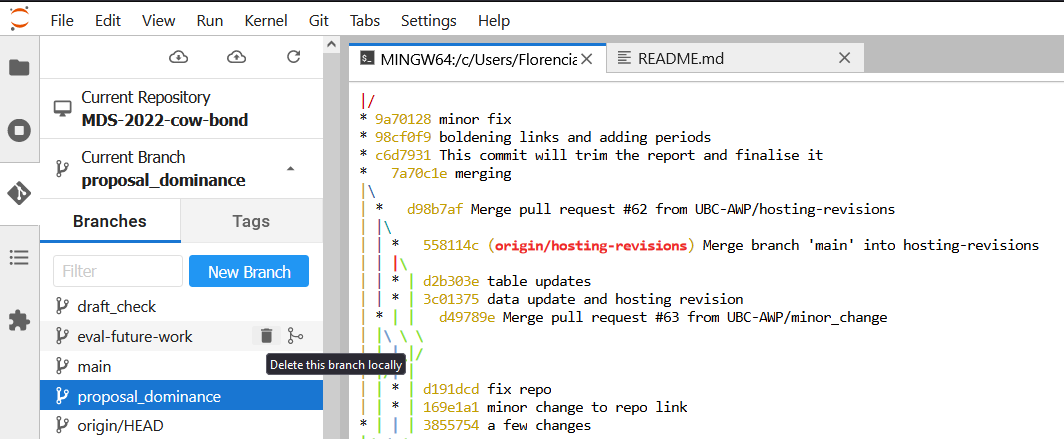 File Edit View Run Kernel Git Tabs Settings Help
MINGW64:/c/Users/Florencia
README.md
Current Repository
MDS-2022-cow-bond
Current Branch
proposal_dominance
Branches Tags
Filter New Branch
draft_check
eval-future-work
Delete this branch locally
main
proposal_dominance
origin/HEAD
|/
* 9a70128 minor fix
* 98cf0f9 boldening links and adding periods
* c6d7931 This commit will trim the report and finalise it
* 7a70c1e merging
|\
| * d98b7af Merge pull request #62 from UBC-AWP/hosting-revisions
| |\
| | * 558114c (origin/hosting-revisions) Merge branch 'main' into hosting-revisions
| | |\
| | * | d2b303e table updates
| | * | 3c01375 data update and hosting revision
| * | | d49789e Merge pull request #63 from UBC-AWP/minor_change
| |\ \ \
| | * | d191dcd fix repo
| | * | 169e1a1 minor change to repo link
* | | | 3855754 a few changes